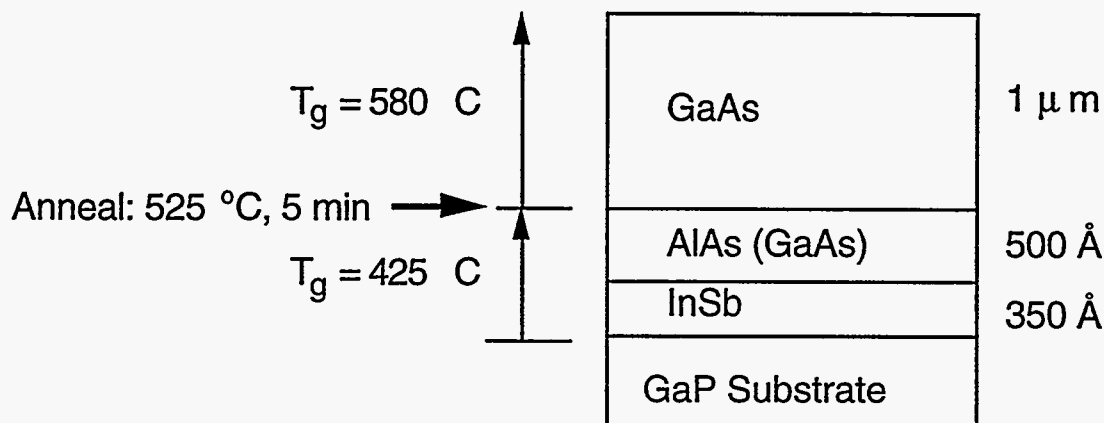 T_g = 580 C
GaAs
1 μm
Anneal: 525 °C, 5 min
T_g = 425 C
AlAs (GaAs)
500 Å
InSb
350 Å
GaP Substrate